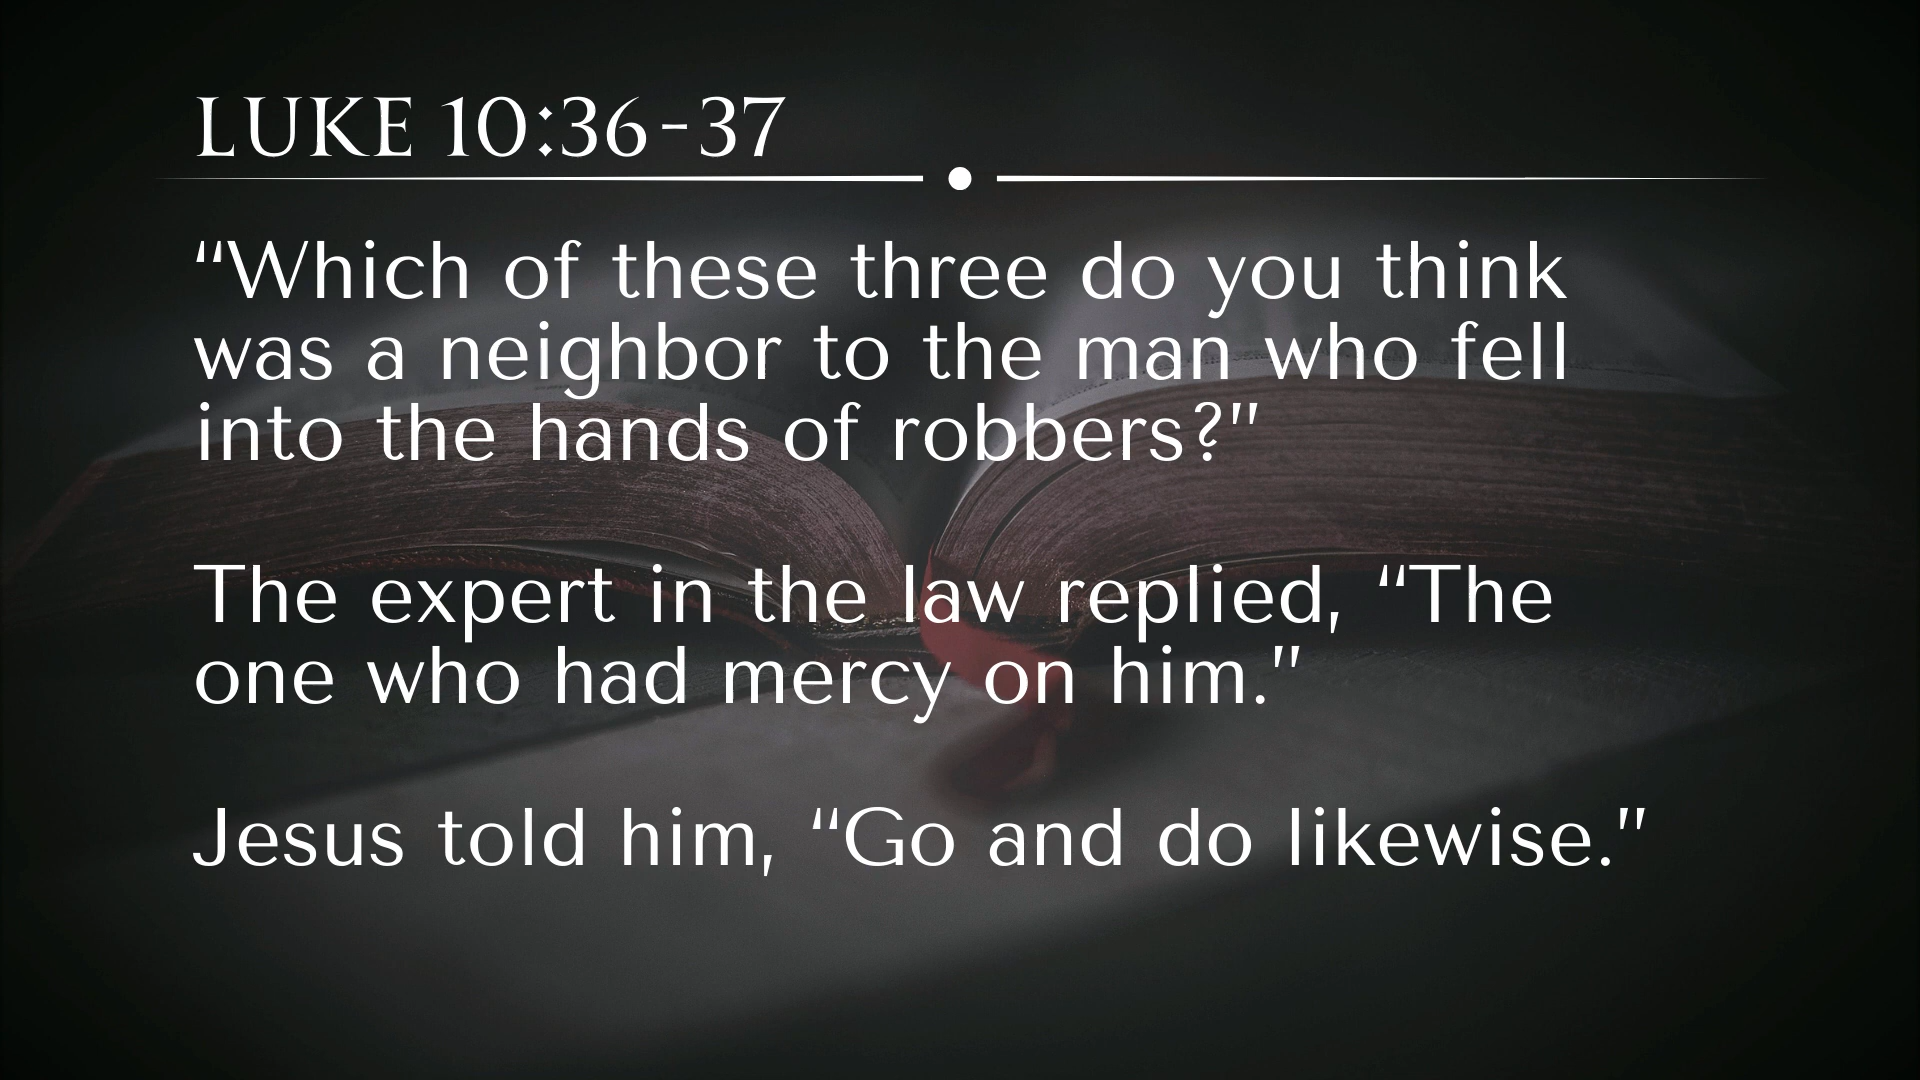 LUKE 10:36-37
“Which of these three do you think
was a neighbor to the man who fell
into the hands of robbers?”
The expert in the law replied, “The
one who had mercy on him.”
Jesus told him, “Go and do likewise.”